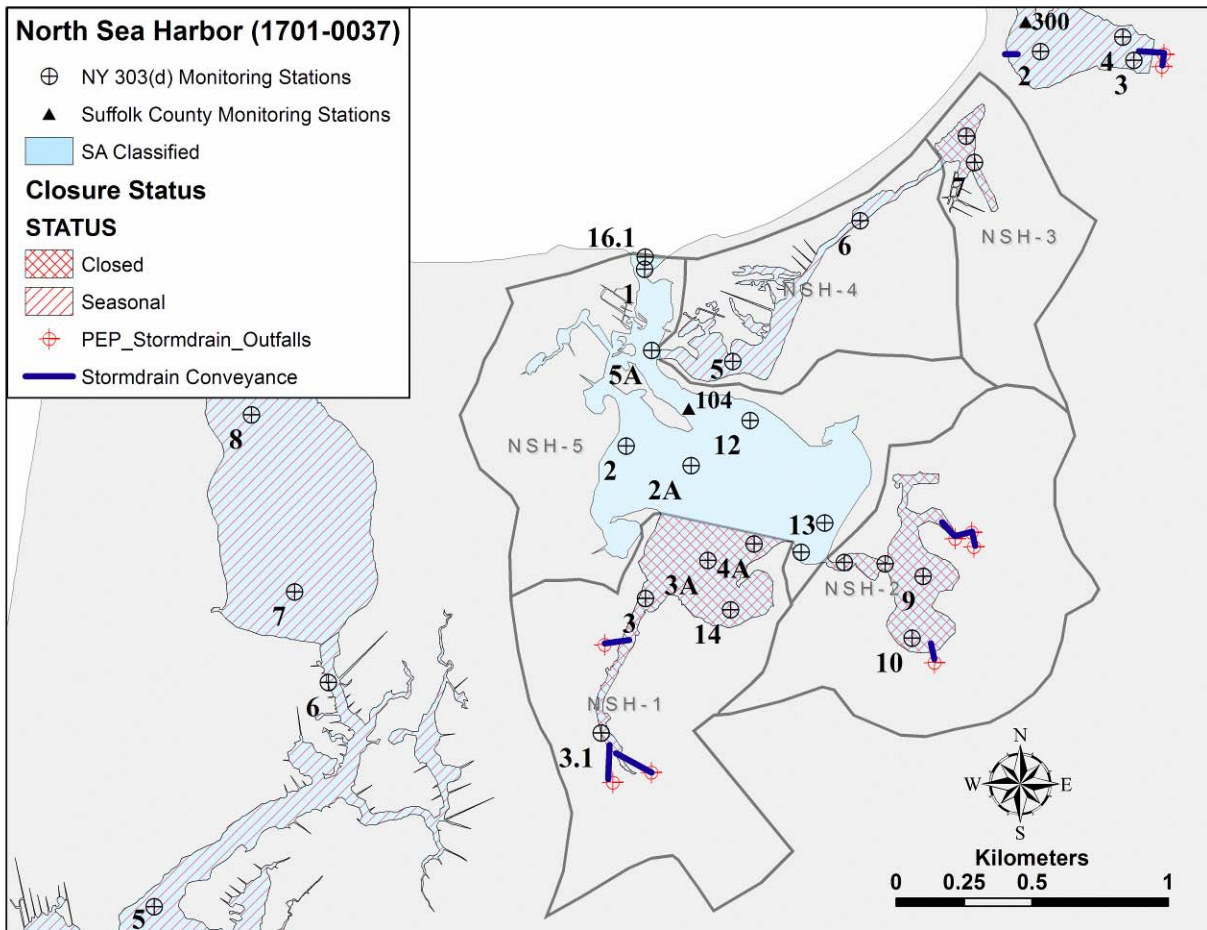 North Sea Harbor (1701-0037)
NY 303(d) Monitoring Stations
Suffolk County Monitoring Stations
SA Classified
Closure Status
STATUS
Closed
Seasonal
PEP_Stormdrain_Outfalls
Stormdrain Conveyance
300
2
4
3
7
6
NSH-3
16.1
1
NSH-4
5A
5
104
12
NSH-5
2
2A
8
13
3A
4A
NSH-2
9
7
3
14
10
6
NSH-1
3.1
5
N
W
E
S
Kilometers
0 0.25 0.5 1